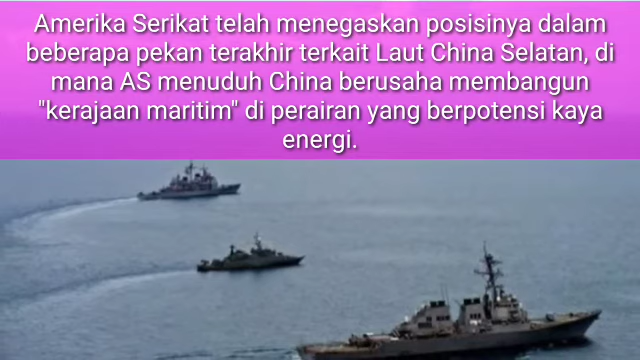 Amerika Serikat telah menegaskan posisinya dalam
beberapa pekan terakhir terkait Laut China Selatan, di
mana AS menuduh China berusaha membangun
"kerajaan maritim" di perairan yang berpotensi kaya
energi.